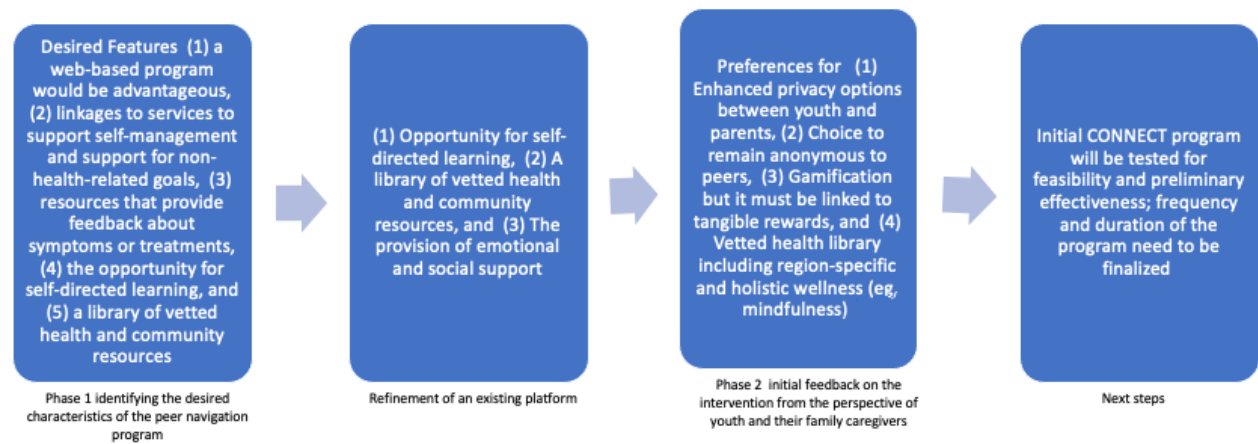 Desired Features (1) a
web-based program
would be advantageous,
(2) linkages to services to
support self-management
and support for non-
health-related goals, (3)
resources that provide
feedback about
symptoms or treatments,
(4) the opportunity for
self-directed learning, and
(5) a library of vetted
health and community
resources
Phase 1 identifying the desired
characteristics of the peer navigation
program
(1) Opportunity for self-
directed learning, (2) A
library of vetted health
and community
resources, and (3) The
provision of emotional
and social support
Refinement of an existing platform
Preferences for (1)
Enhanced privacy options
between youth and
parents, (2) Choice to
remain anonymous to
peers, (3) Gamification
but it must be linked to
tangible rewards, and (4)
Vetted health library
including region-specific
and holistic wellness (eg,
mindfulness)
Phase 2 initial feedback on the
intervention from the perspective of
youth and their family caregivers
Initial CONNECT program
will be tested for
feasibility and preliminary
effectiveness; frequency
and duration of the
program need to be
finalized
Next steps